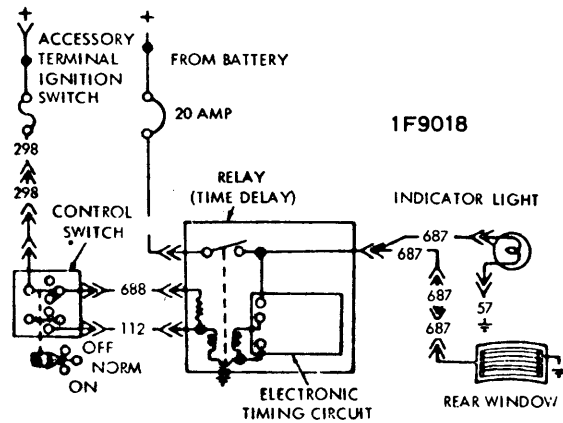 + +
ACCESSORY
TERMINAL
IGNITION
SWITCH
FROM BATTERY
20 AMP
1F9018
298
298
RELAY
(TIME DELAY)
INDICATOR LIGHT
CONTROL
SWITCH
687
687
688
687
57
112
687
OFF
NORM
ON
ELECTRONIC
TIMING CIRCUIT
REAR WINDOW